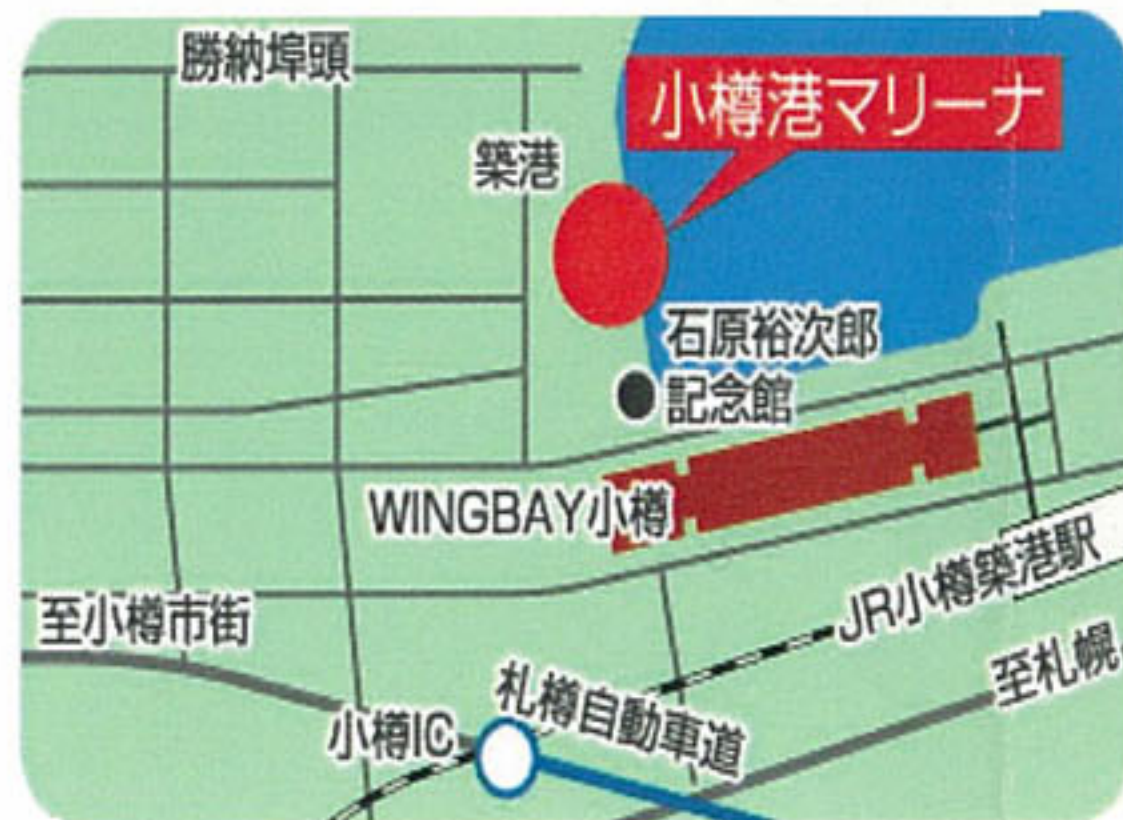 勝納埠頭
小樽港マリーナ
築港
石原裕次郎
記念館
WINGBAY小樽
JR小樽築港駅
至小樽市街
至札幌
札樽自動車道
小樽IC